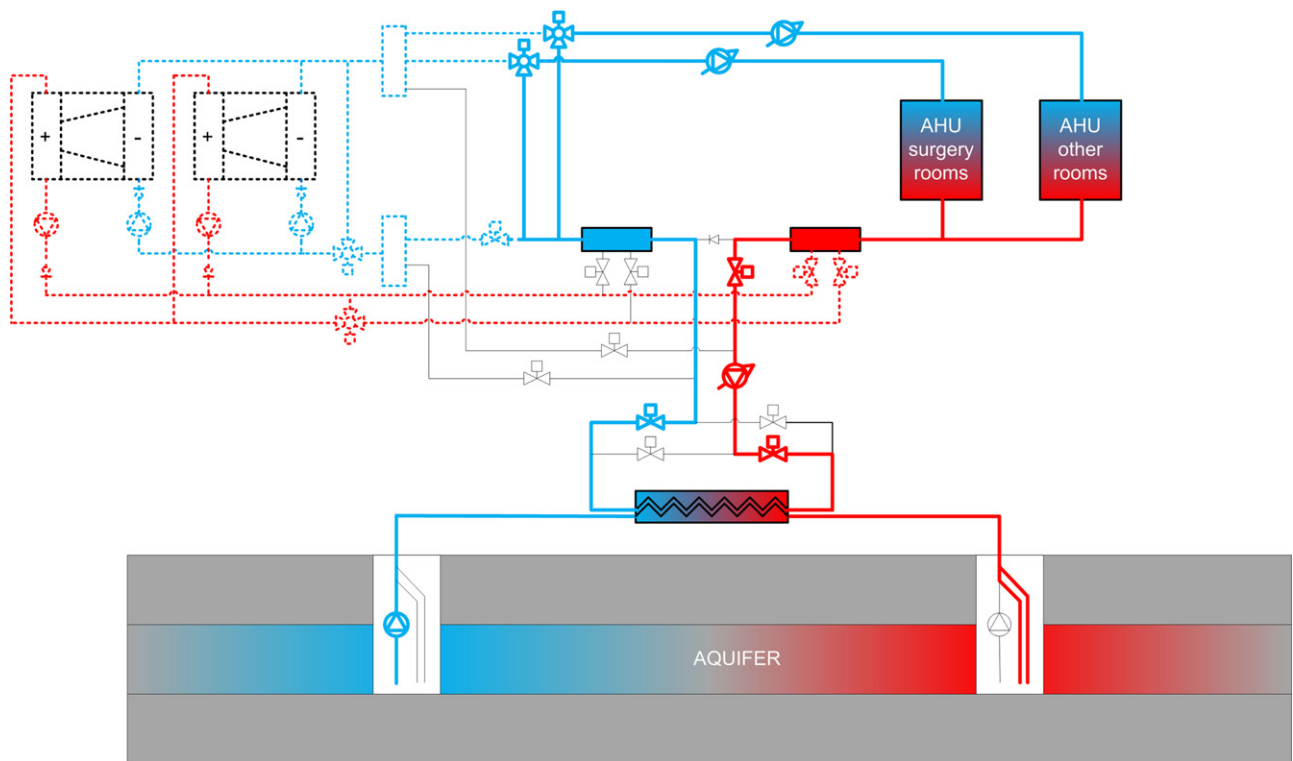 AHU
surgery
rooms
AHU
other
rooms
+
-
+
-
AQUIFER